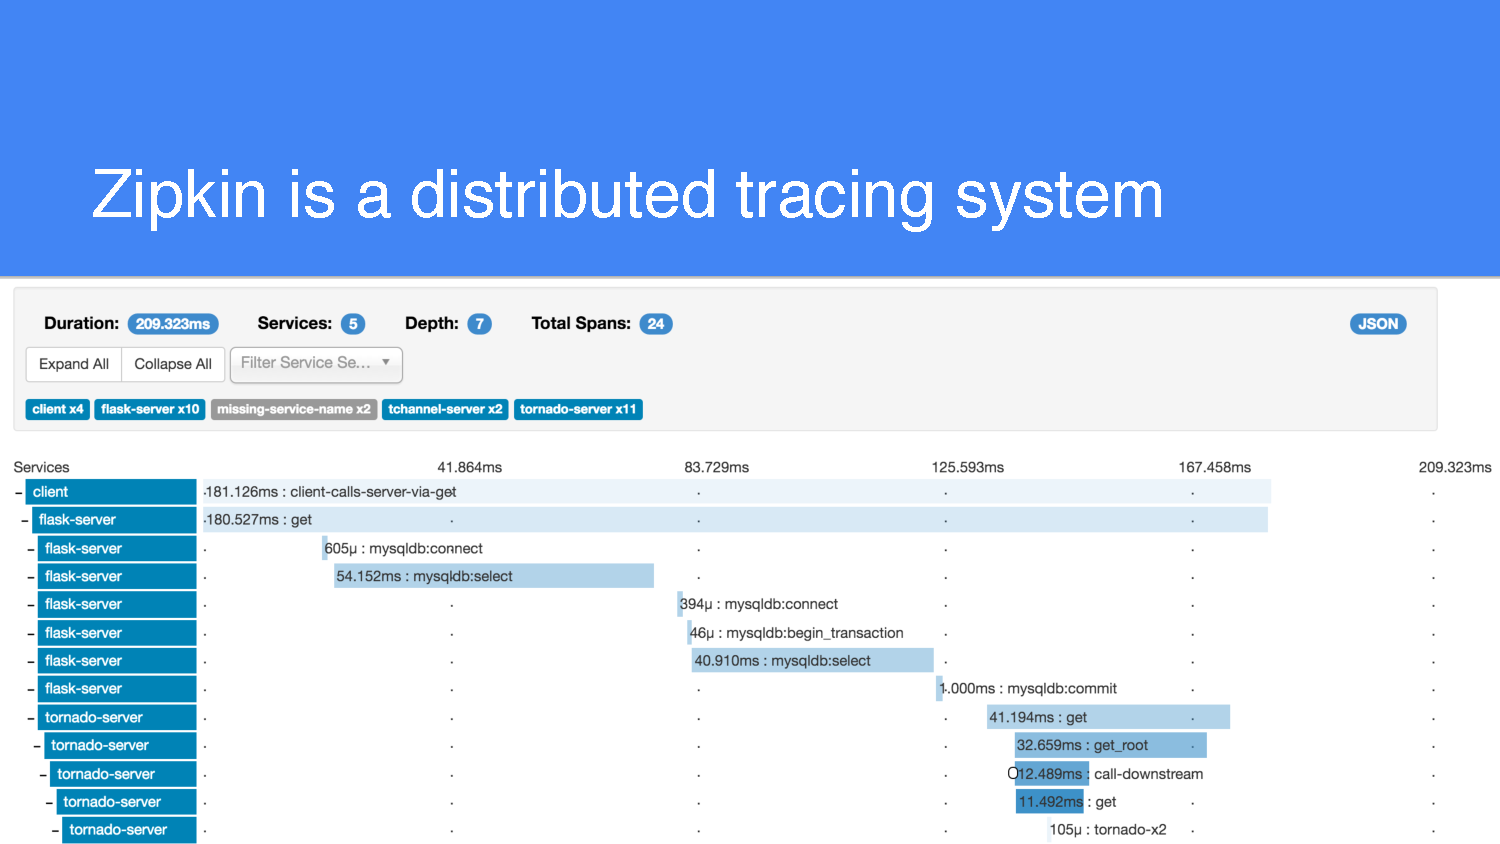 Zipkin is a distributed tracing system
Duration: 209.323ms Services: 5 Depth: 7 Total Spans: 24 JSON
Expand All Collapse All Filter Service Se...
client x4 flask-server x10 missing-service-name x2 tchannel-server x2 tornado-server x11
Services 41.864ms 83.729ms 125.593ms 167.458ms 209.323ms
– client 181.126ms : client-calls-server-via-get
– flask-server 180.527ms : get
– flask-server 605μ : mysqldb:connect
– flask-server 54.152ms : mysqldb:select
– flask-server 394μ : mysqldb:connect
– flask-server 46μ : mysqldb:begin_transaction
– flask-server 40.910ms : mysqldb:select
– flask-server 1.000ms : mysqldb:commit
– tornado-server 41.194ms : get
– tornado-server 32.659ms : get_root
– tornado-server 12.489ms : call-downstream
– tornado-server 11.492ms : get
– tornado-server 105μ : tornado-x2